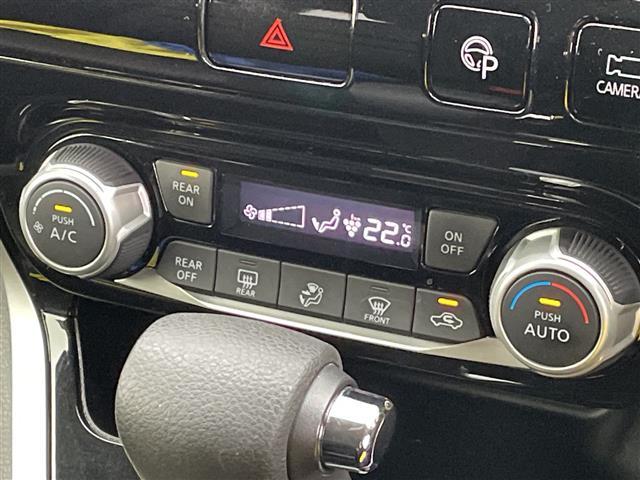 P
CAMERA
PUSH
A/C
REAR
ON
22.0
°C
ON
OFF
REAR
OFF
REAR
FRONT
PUSH
AUTO